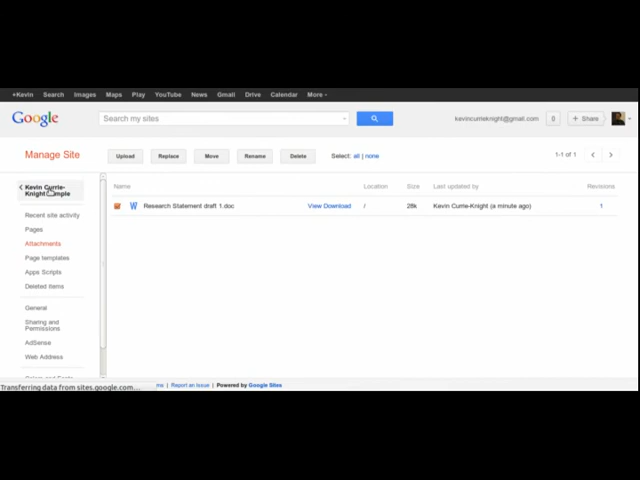 +Kevin Search Images Maps Play YouTube News Gmail Drive Calendar More
Google Search my sites kevincurrieknight@gmail.com 0 + Share
Manage Site Upload Replace Move Rename Delete Select: all | none 1-1 of 1
Kevin Currie-
Knight
Name Location Size Last updated by Revisions
W Research Statement draft 1.doc View Download / 28k Kevin Currie-Knight (a minute ago) 1
Recent site activity
Pages
Attachments
Page templates
Apps Scripts
Deleted items
General
Sharing and
Permissions
AdSense
Web Address
Transferring data from sites.google.com... | Report an Issue | Powered by Google Sites